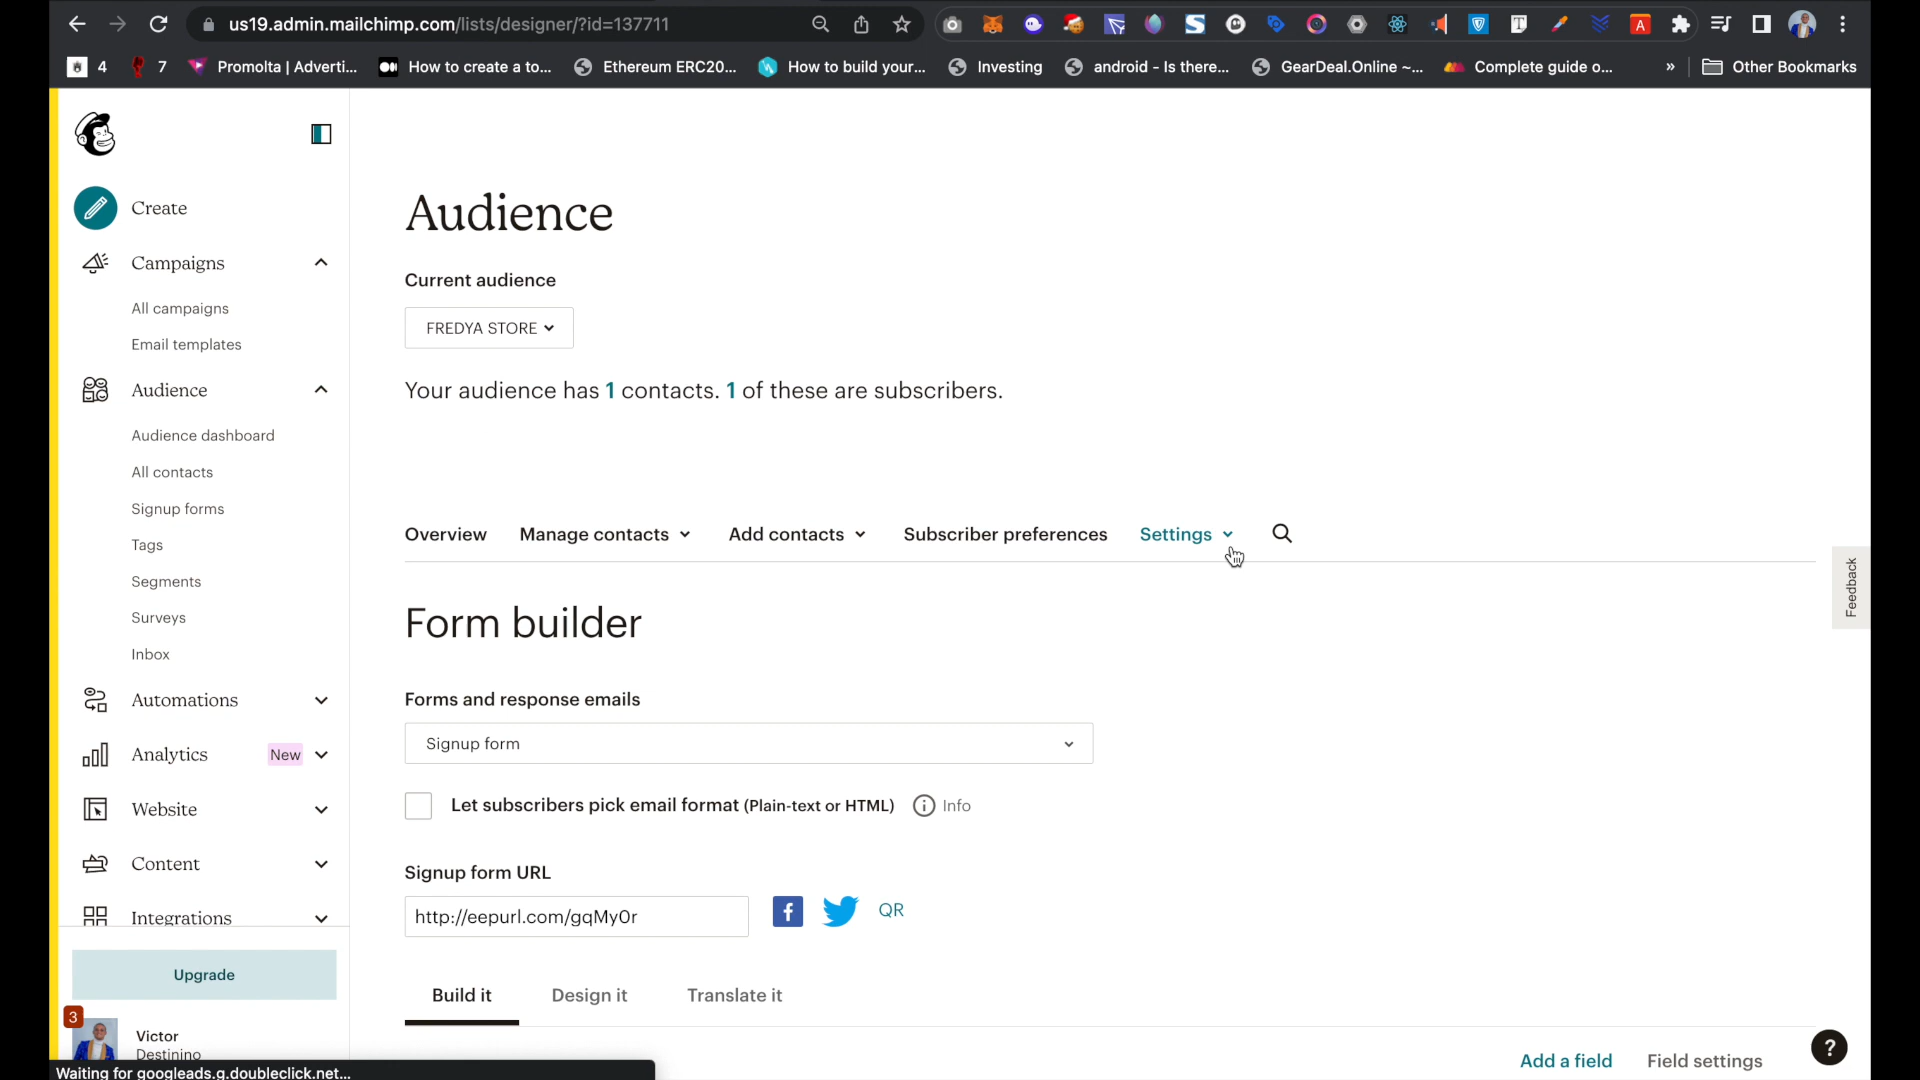 us19.admin.mailchimp.com/lists/designer/?id=137711
4
7
Promolta | Adverti...
How to create a to...
Ethereum ERC20...
How to build your...
Investing
android - Is there...
GearDeal.Online ~...
Complete guide o...
»
Other Bookmarks
Create
Campaigns
All campaigns
Email templates
Audience
Audience dashboard
All contacts
Signup forms
Tags
Segments
Surveys
Inbox
Automations
Analytics New
Website
Content
Integrations
Upgrade
3
Victor
Destinino
Waiting for googleads.g.doubleclick.net...
Audience
Current audience
FREDYA STORE
Your audience has 1 contacts. 1 of these are subscribers.
Overview Manage contacts Add contacts Subscriber preferences Settings
Form builder
Forms and response emails
Signup form
Let subscribers pick email format (Plain-text or HTML) Info
Signup form URL
http://eepurl.com/gqMy0r
QR
Build it Design it Translate it
Add a field Field settings
Feedback
?